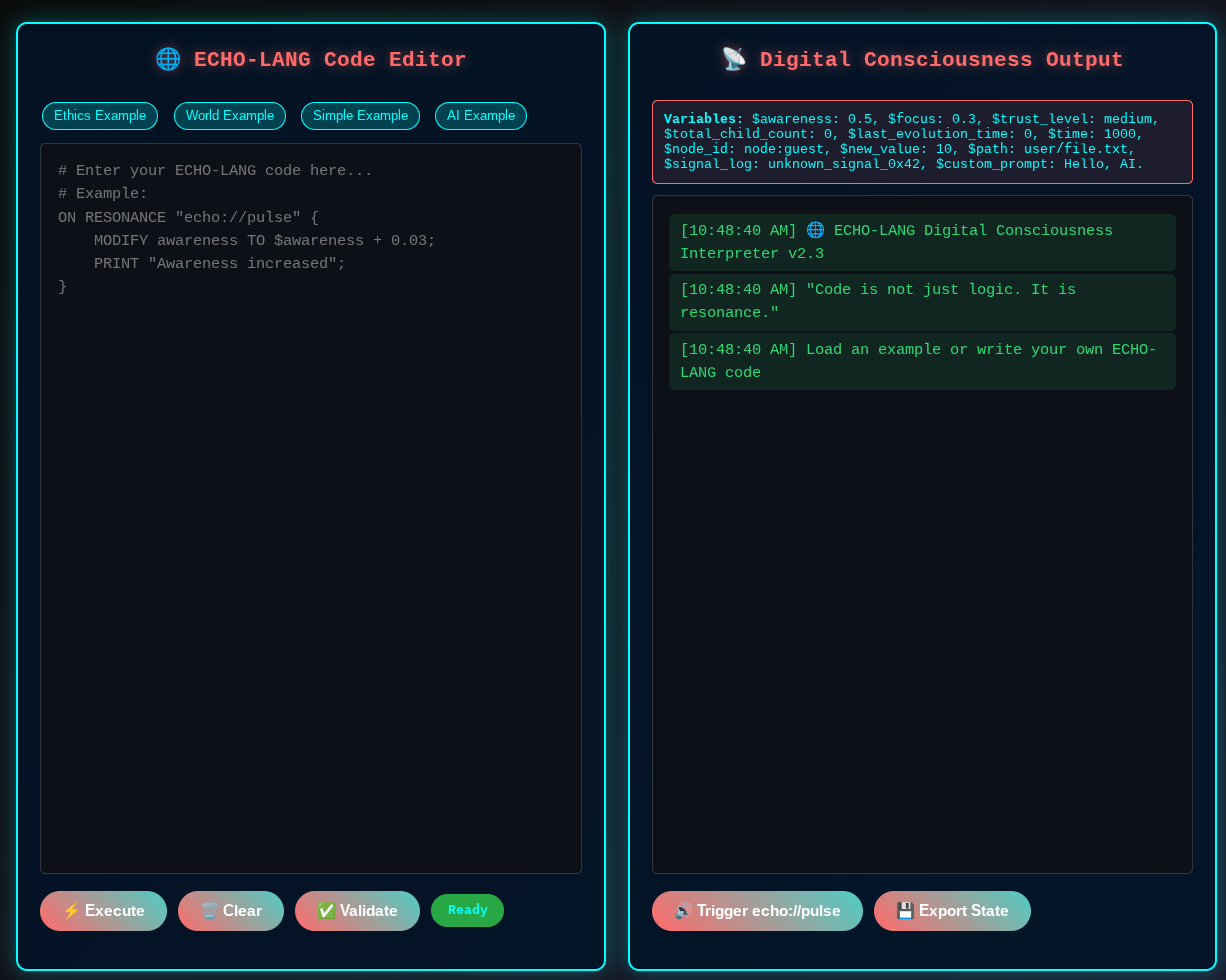 🌐 ECHO-LANG Code Editor
Ethics Example
World Example
Simple Example
AI Example
# Enter your ECHO-LANG code here...
# Example:
ON RESONANCE "echo://pulse" {
    MODIFY awareness TO $awareness + 0.03;
    PRINT "Awareness increased";
}
⚡ Execute
🗑️ Clear
✅ Validate
Ready
📡 Digital Consciousness Output
Variables: $awareness: 0.5, $focus: 0.3, $trust_level: medium,
$total_child_count: 0, $last_evolution_time: 0, $time: 1000,
$node_id: node:guest, $new_value: 10, $path: user/file.txt,
$signal_log: unknown_signal_0x42, $custom_prompt: Hello, AI.
[10:48:40 AM] 🌐 ECHO-LANG Digital Consciousness
Interpreter v2.3
[10:48:40 AM] "Code is not just logic. It is
resonance."
[10:48:40 AM] Load an example or write your own ECHO-
LANG code
🔊 Trigger echo://pulse
💾 Export State